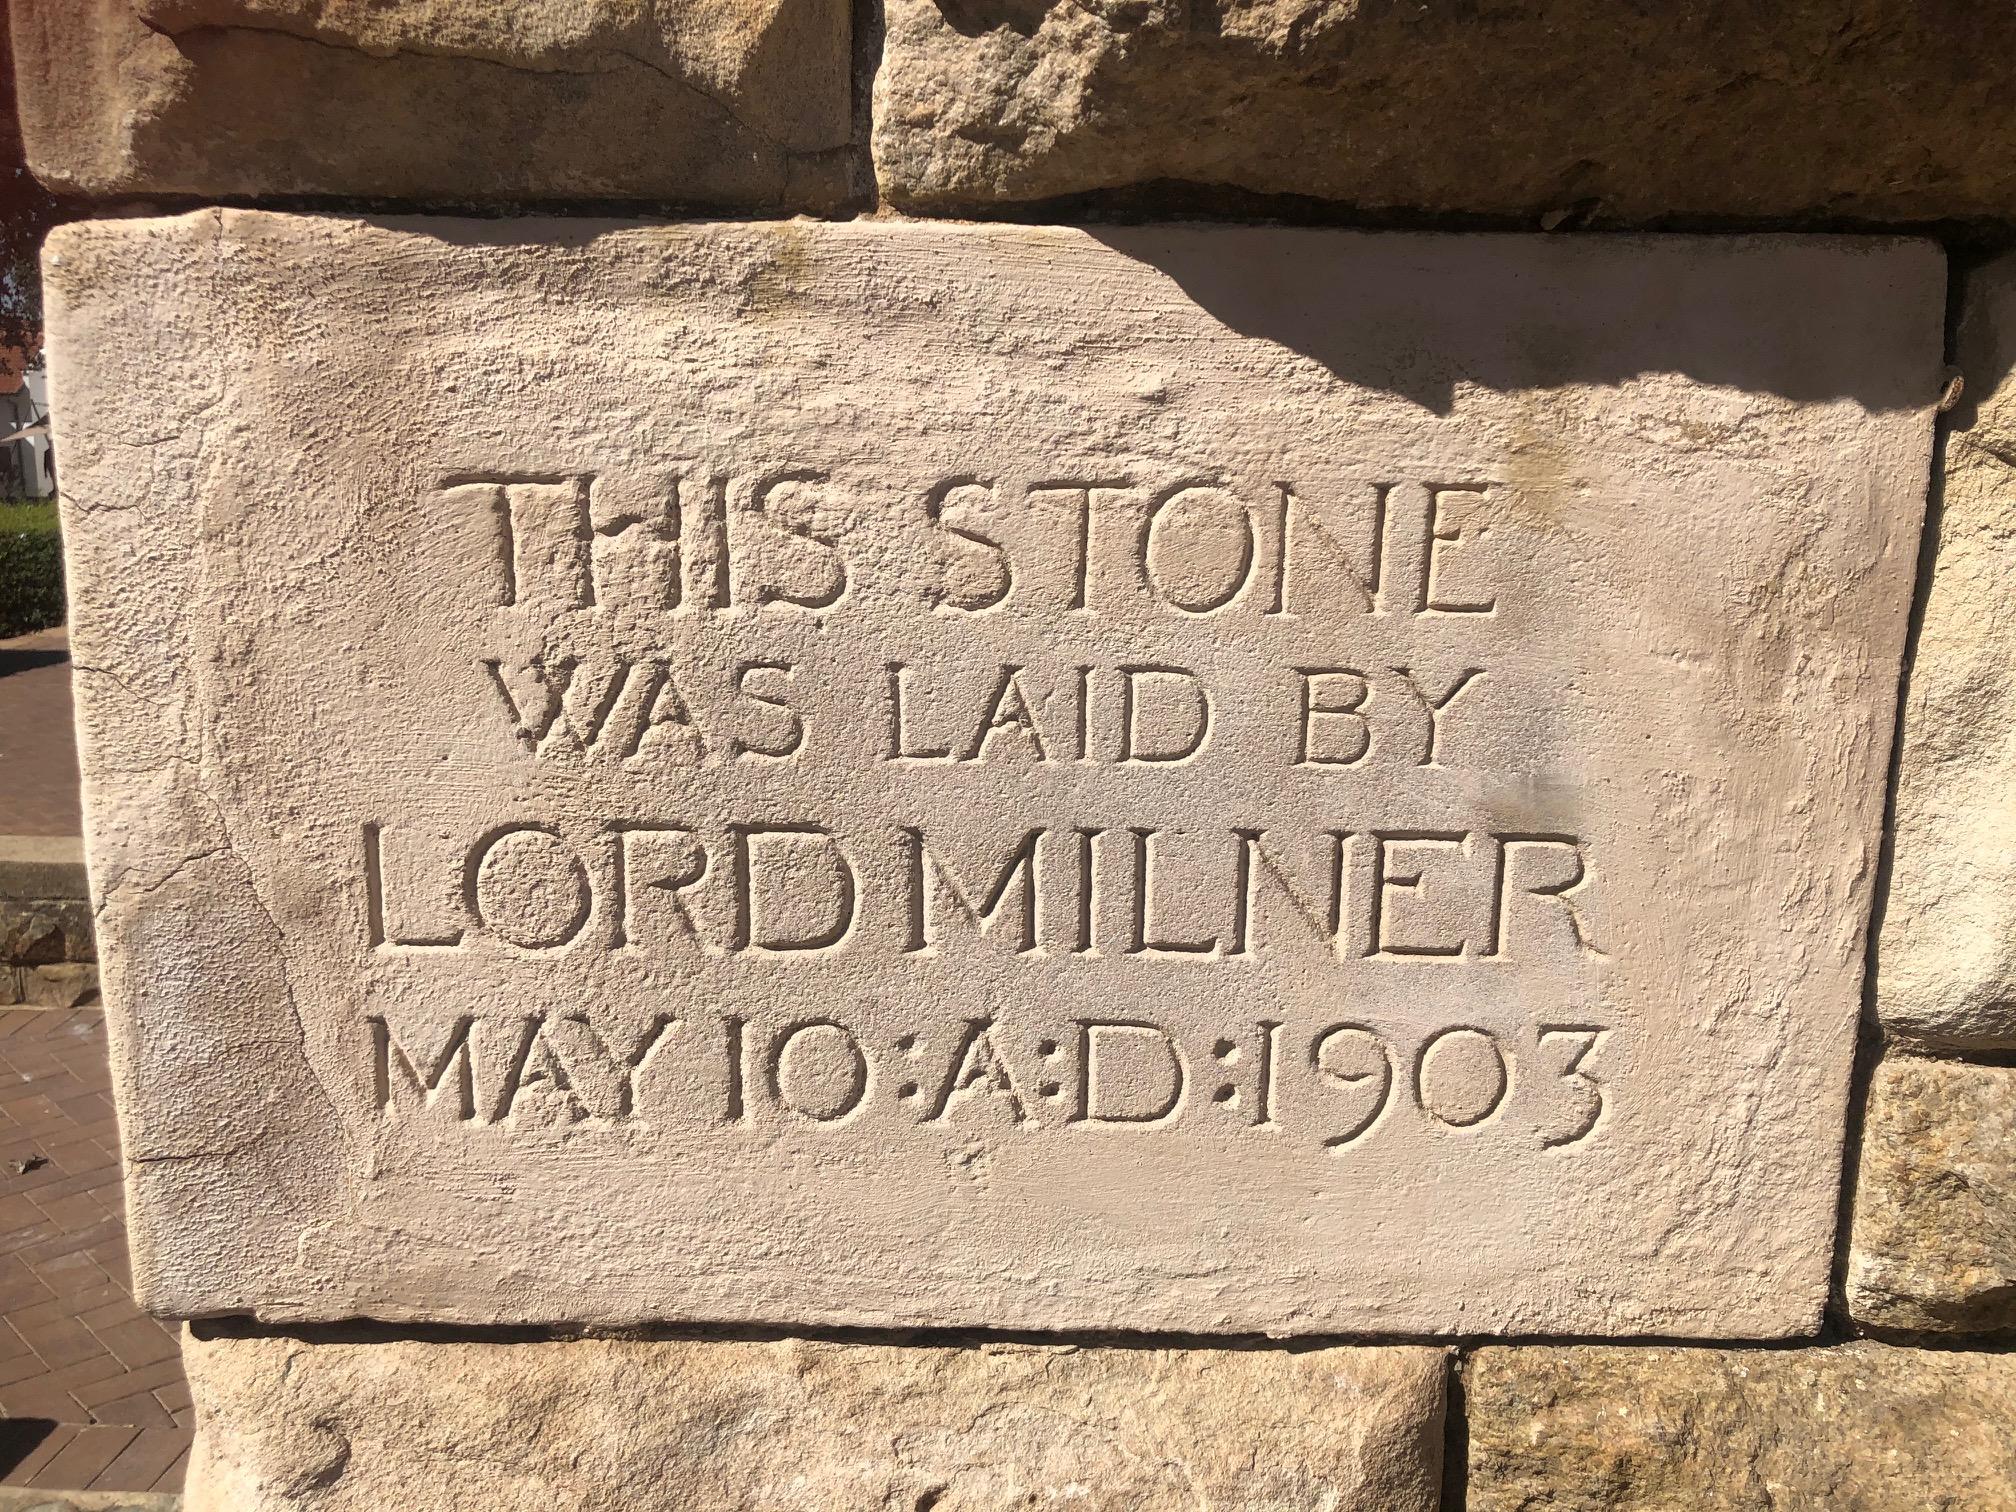 THIS STONE
WAS LAID BY
LORD MILNER
MAY 10:A:D:1903